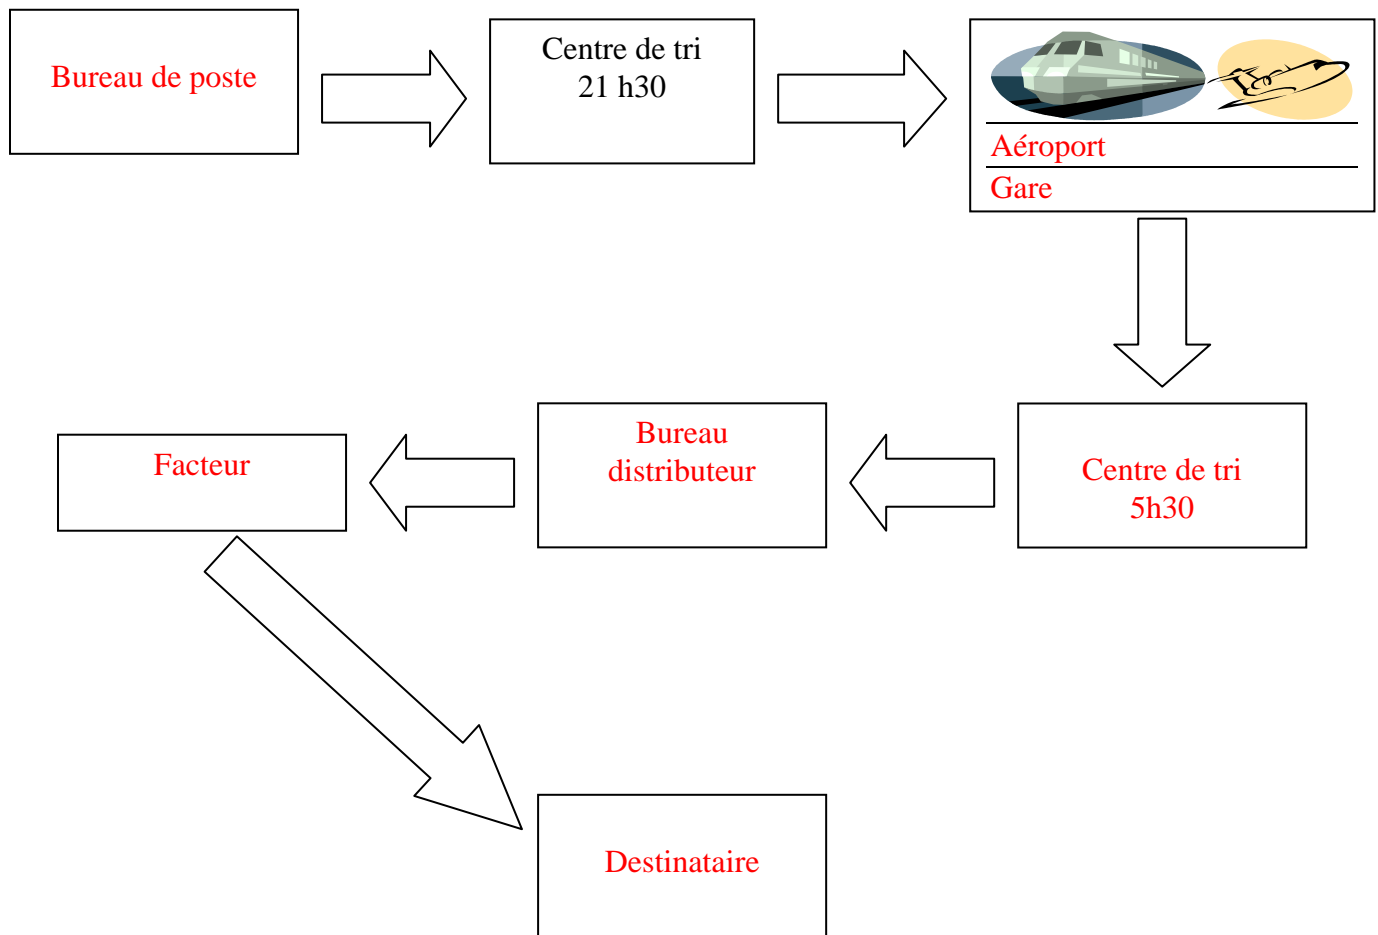 Bureau de poste
Centre de tri
21 h30
Aéroport
Gare
Centre de tri
5h30
Bureau
distributeur
Facteur
Destinataire